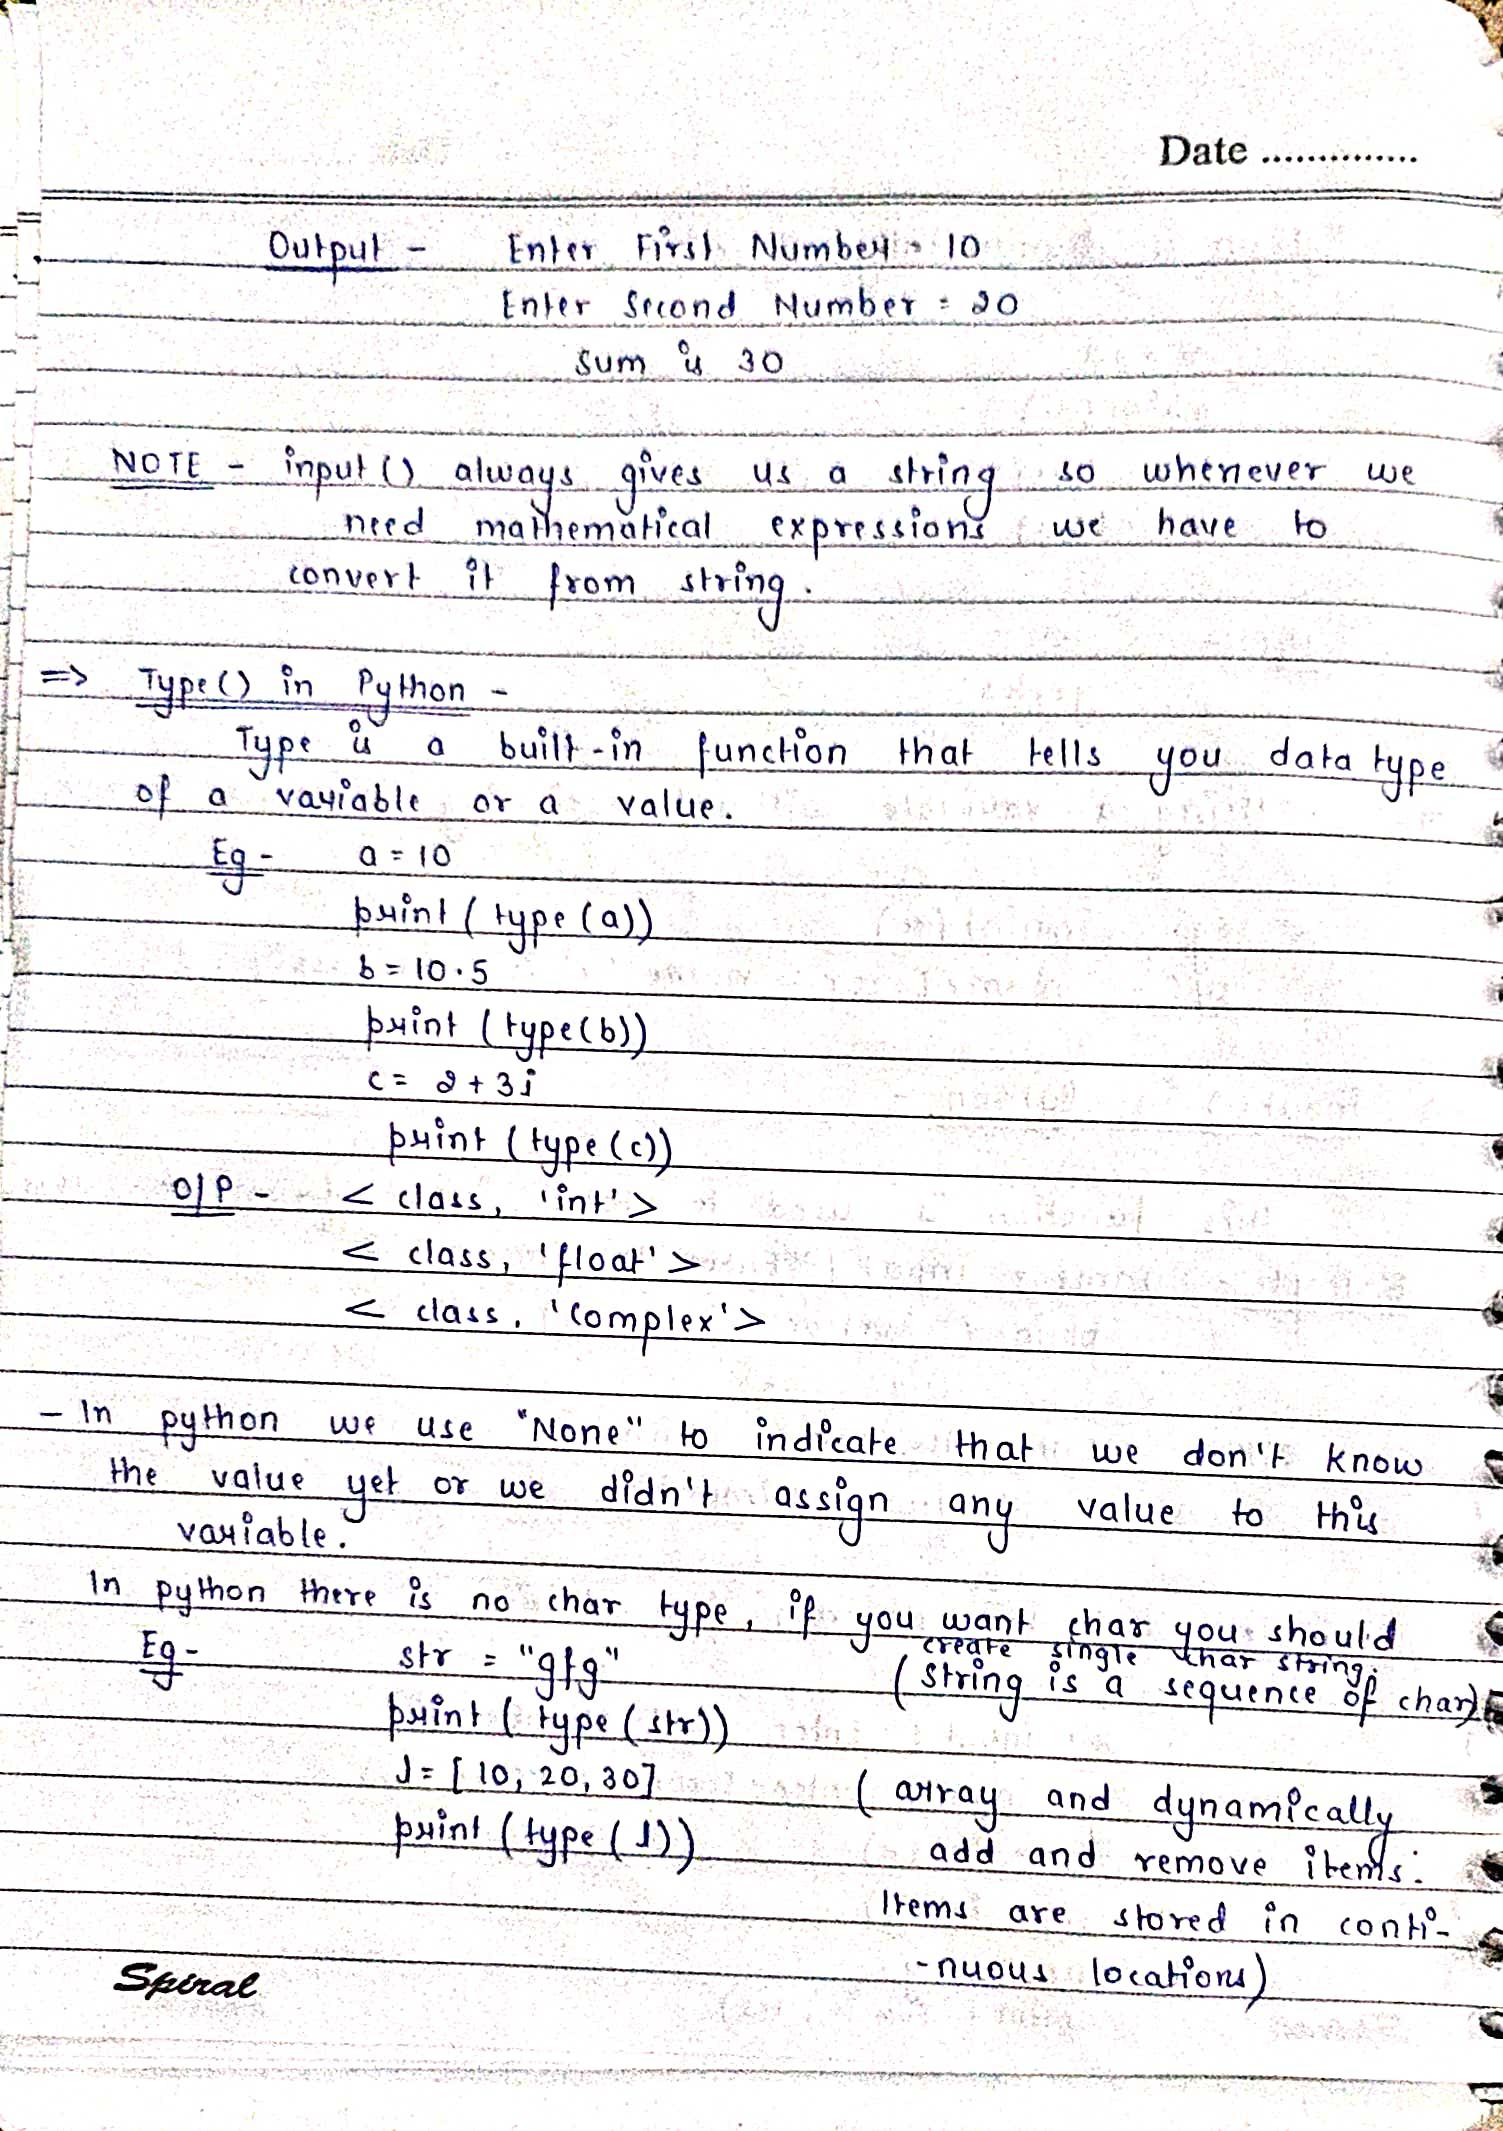 Date ...............
Output - Enter First Number = 10
Enter Second Number = 20
sum is 30
NOTE - input () always gives us a string so whenever we
need mathematical expressions we have to
convert it from string.
=> Type() in Python -
Type is a built-in function that tells you data type
of a variable or a value.
Eg - a = 10
print ( type (a))
b = 10.5
print (type(b))
c = 2 + 3j
print (type (c))
O/P - < class, 'int'>
< class, 'float'>
< class, 'complex'>
- In python we use "None" to indicate that we don't know
the value yet or we didn't assign any value to this
variable.
In python there is no char type, if you want char you should
create single char string.
Eg - str = "gfg" (string is a sequence of char)
print ( type (str))
l = [10, 20, 30] ( array and dynamically
print (type (l)) add and remove items.
Items are stored in conti-
-nuous locations)
Spiral